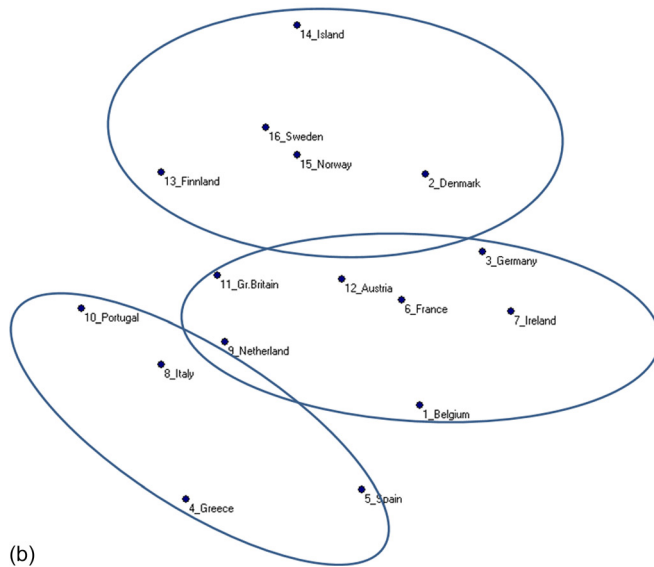 14_Island
16_Sweden
15_Norway
13_Finnland
2_Denmark
3_Germany
11_Gr.Britain
12_Austria
6_France
7_Ireland
10_Portugal
9_Netherland
8_Italy
1_Belgium
5_Spain
4_Greece
(b)